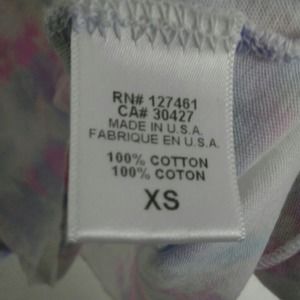 RN# 127461
CA# 30427
MADE IN U.S.A.
FABRIQUE EN U.S.A.
100% COTTON
100% COTON
XS